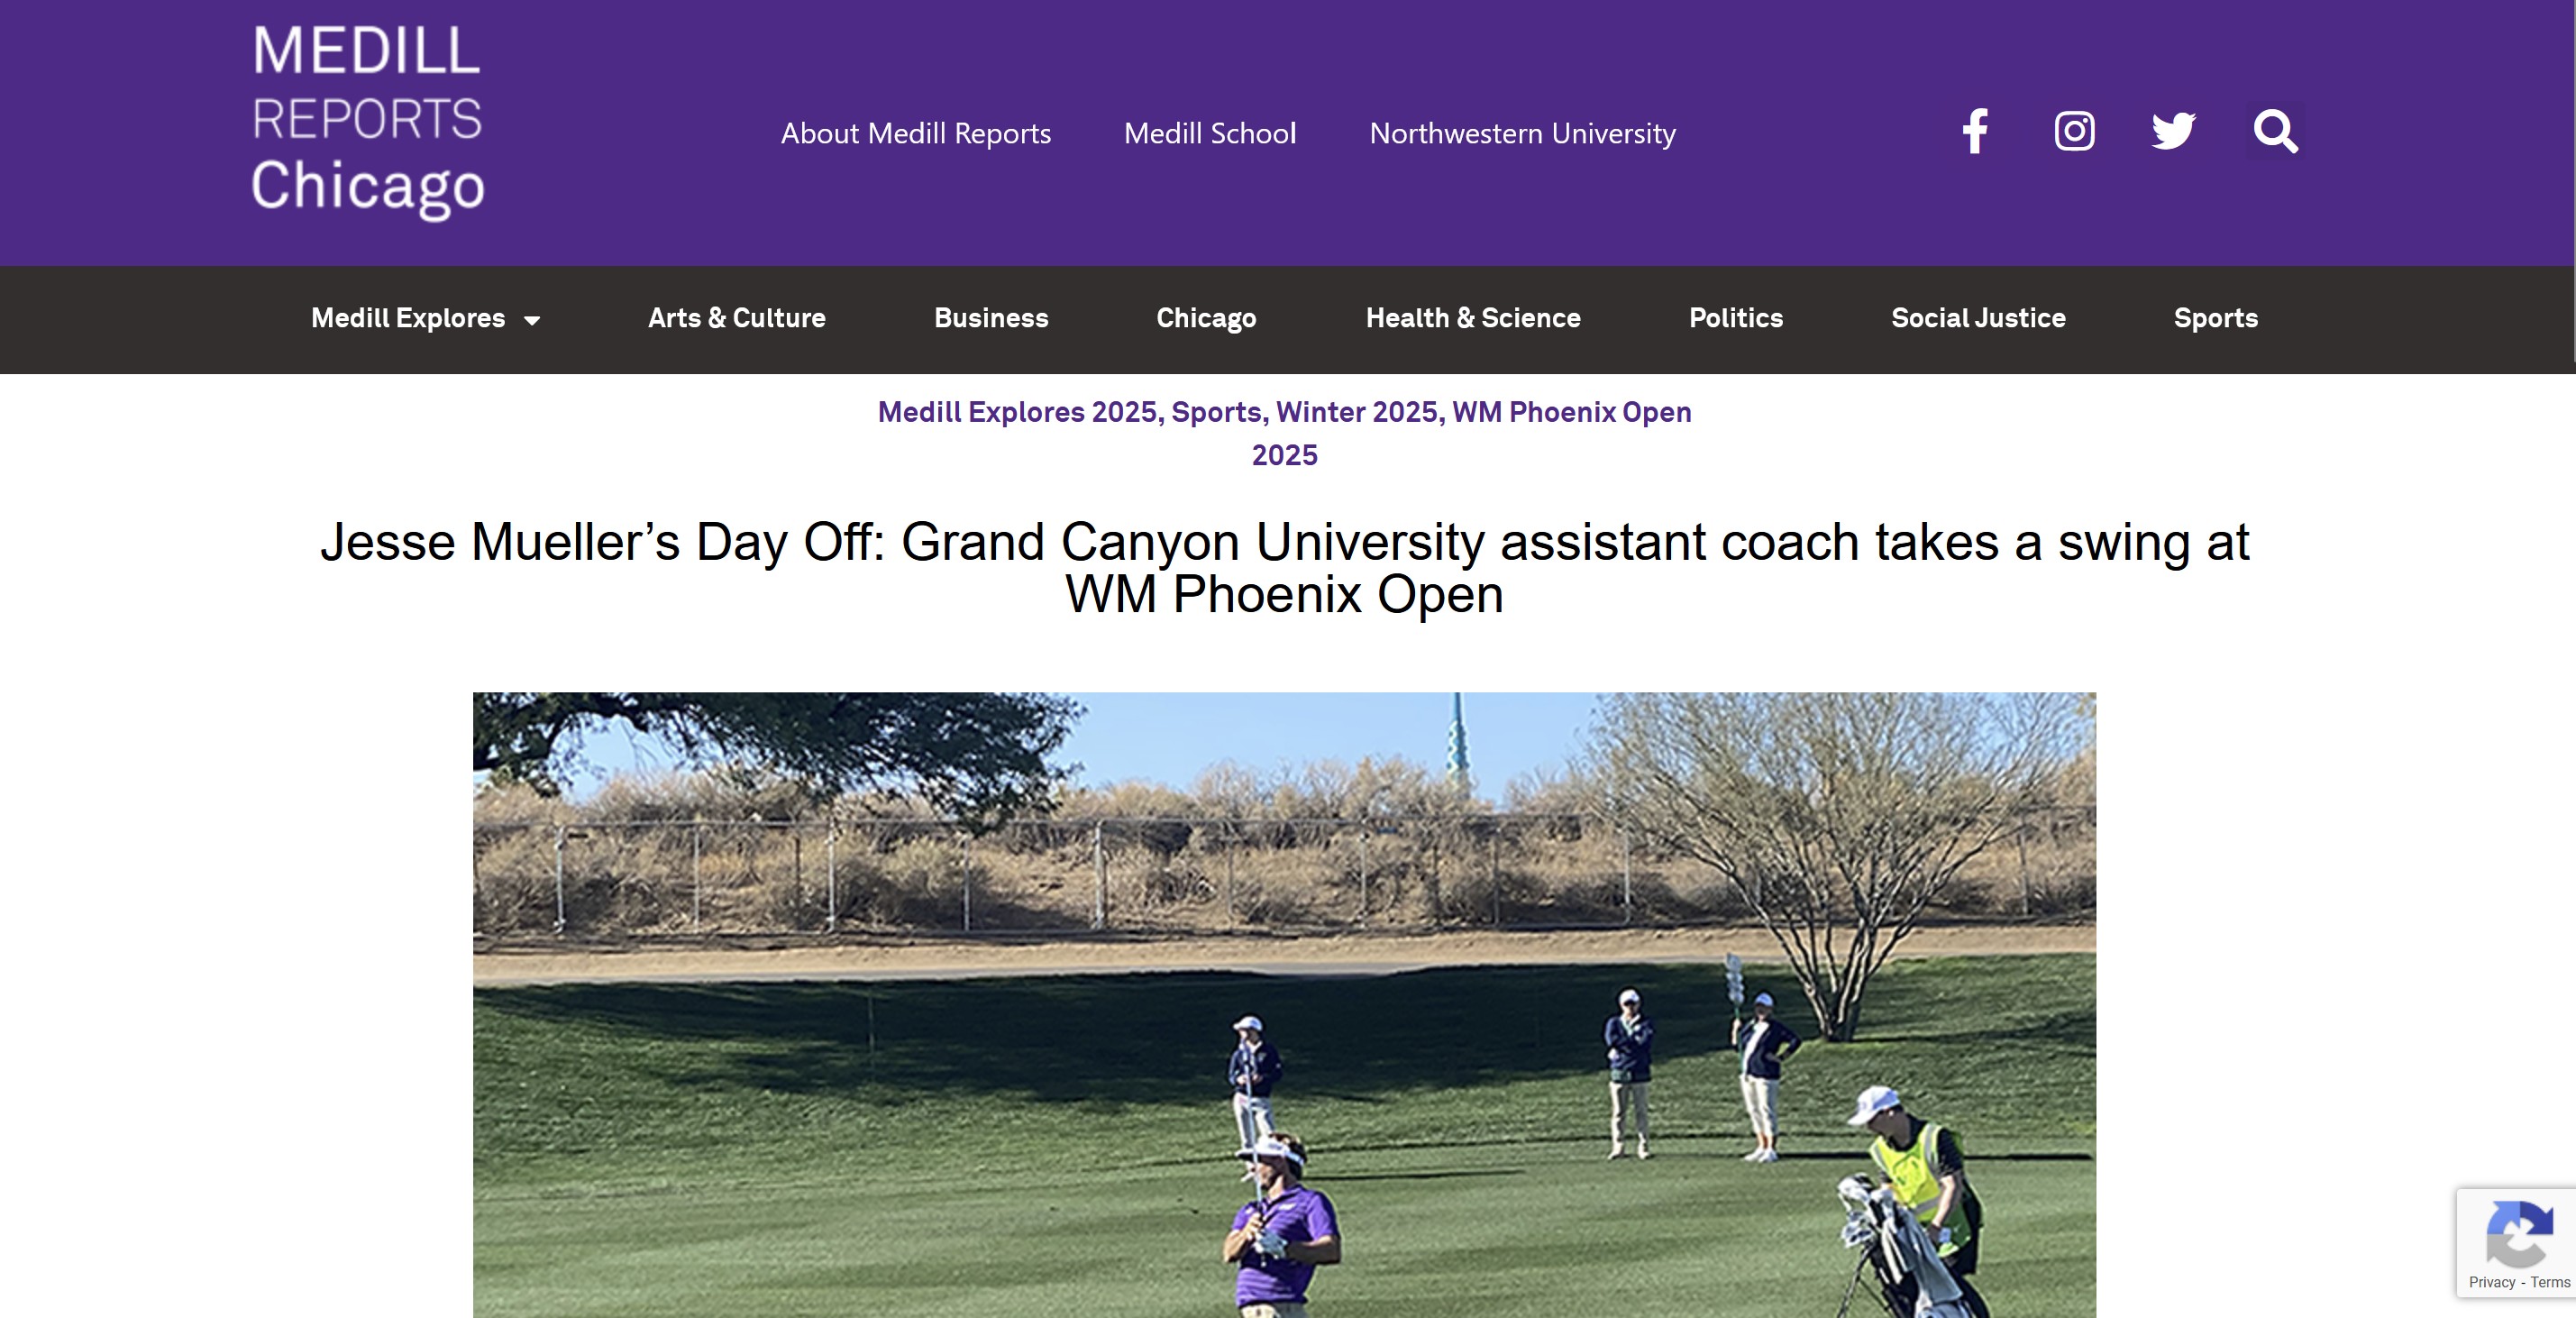 MEDILL
REPORTS
Chicago
About Medill Reports
Medill School
Northwestern University
Medill Explores
Arts & Culture
Business
Chicago
Health & Science
Politics
Social Justice
Sports
Medill Explores 2025, Sports, Winter 2025, WM Phoenix Open
2025
Jesse Mueller’s Day Off: Grand Canyon University assistant coach takes a swing at
WM Phoenix Open
Privacy - Terms